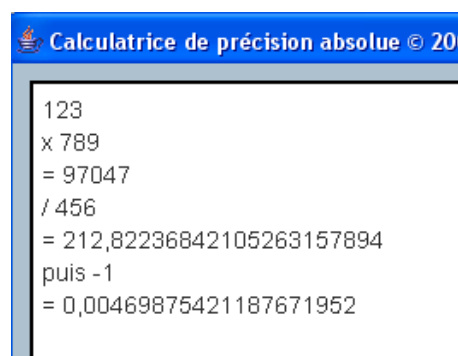 Calculatrice de précision absolue © 20
123
x 789
= 97047
/ 456
= 212,82236842105263157894
puis -1
= 0,00469875421187671952